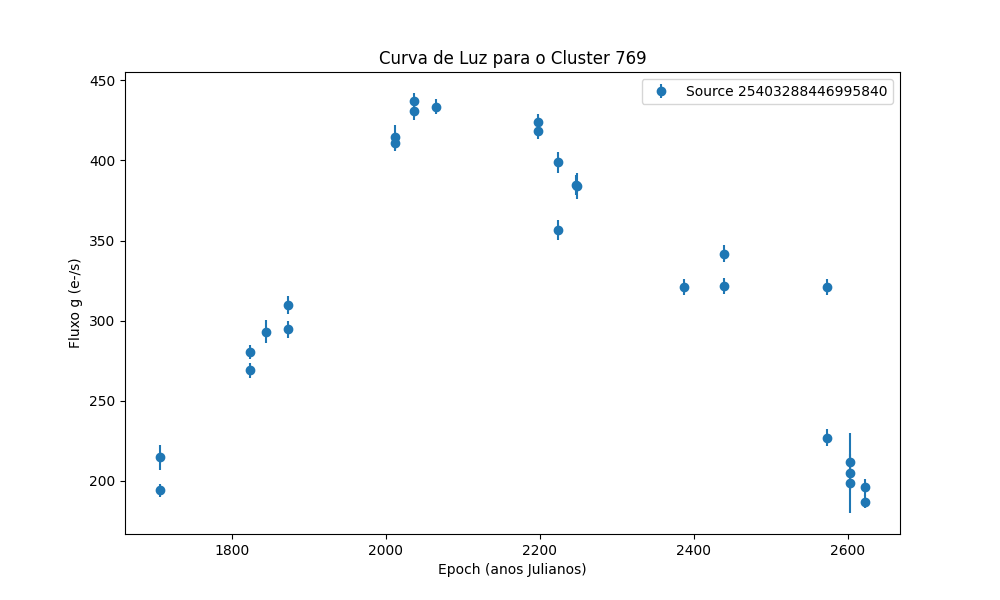 Curva de Luz para o Cluster 769
Source 25403288446995840
450
400
350
300
250
200
Fluxo g (e-/s)
1800
2000
2200
2400
2600
Epoch (anos Julianos)